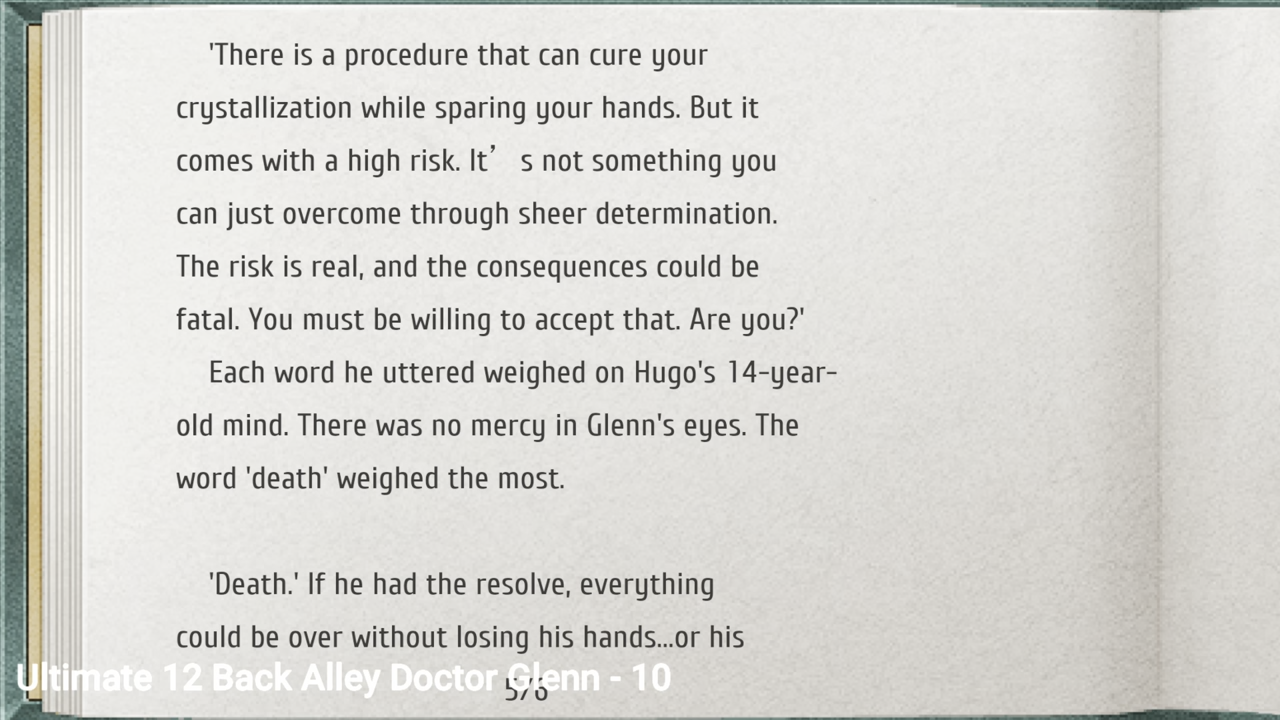 'There is a procedure that can cure your
crystallization while sparing your hands. But it
comes with a high risk. It’ s not something you
can just overcome through sheer determination.
The risk is real, and the consequences could be
fatal. You must be willing to accept that. Are you?'
Each word he uttered weighed on Hugo's 14-year-
old mind. There was no mercy in Glenn's eyes. The
word 'death' weighed the most.
'Death.' If he had the resolve, everything
could be over without losing his hands...or his
Ultimate 12 Back Alley Doctor Glenn - 10
5/6